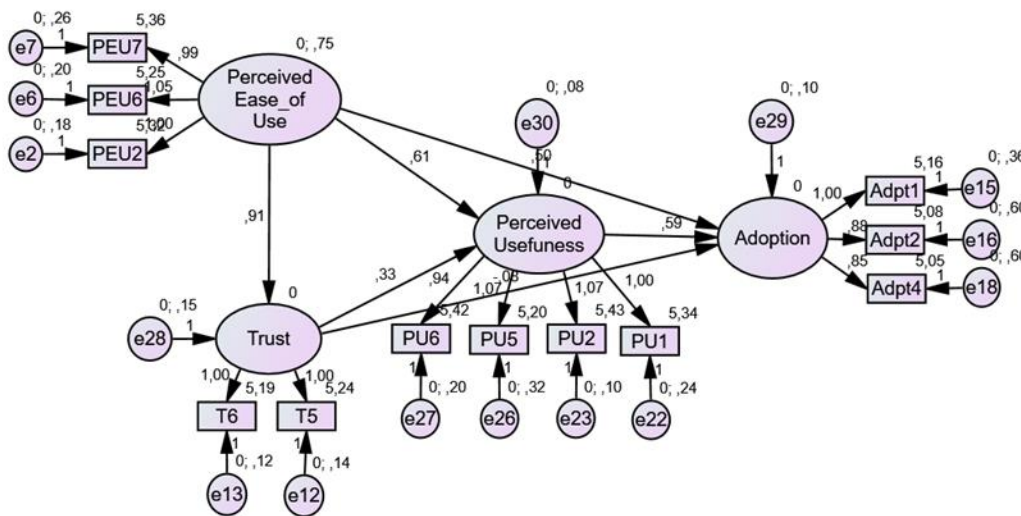 0; ,26
e7
1
5,36
PEU7
,99
0; ,20
e6
1
5,25
PEU6
1,05
0; ,18
e2
1
5,32
PEU2
1,00
0; ,75
Perceived
Ease_of
Use
0; ,08
e30
1
0
0; ,10
e29
1
0
,61
,50
,91
Perceived
Usefuness
,59
Adoption
1,00
5,16
Adpt1
1
0; ,36
e15
,88
5,08
Adpt2
1
0; ,60
e16
,85
5,05
Adpt4
1
0; ,60
e18
,33
-,08
,94
1,07
1,07
1,00
0; ,15
e28
1
0
Trust
5,42
PU6
5,20
PU5
5,43
PU2
5,34
PU1
1
0; ,20
e27
1
0; ,32
e26
1
0; ,10
e23
1
0; ,24
e22
1,00
5,19
T6
1,00
5,24
T5
1
0; ,12
e13
1
0; ,14
e12